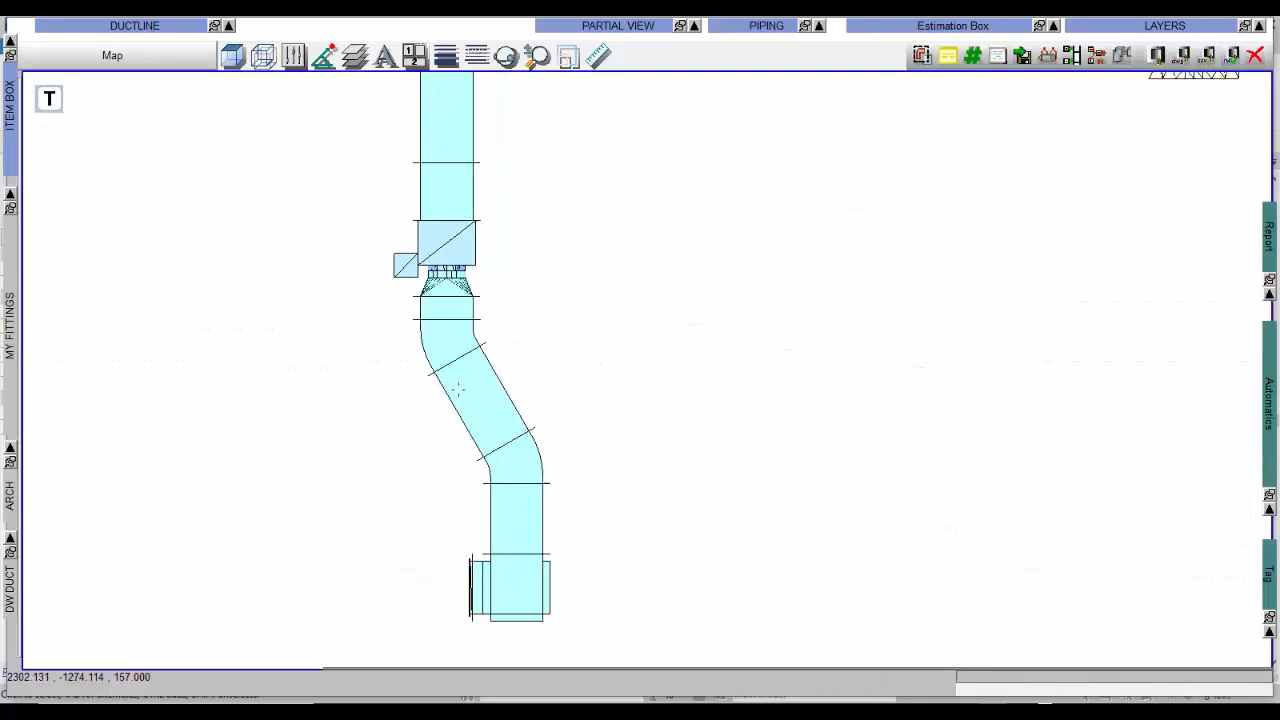 DUCTLINE
PARTIAL VIEW
PIPING
Estimation Box
LAYERS
Map
ITEM BOX
MY FITTINGS
ARCH
DW DUCT
T
Report
Automatics
Tag
2302.131, -1274.114, 157.000